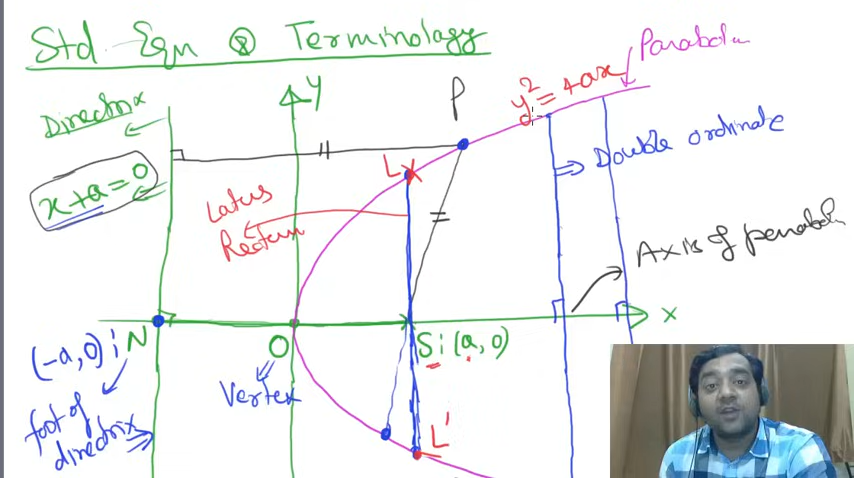 Std. Eqn & Terminology
Parabola
y² = 4ax
Y
P
Directrix
x+a=0
L
Double ordinate
Latus
Rectum
Axis of parabola
x
(-a,0) ; N
O
S; (a,0)
Vertex
foot of
directrix
L'